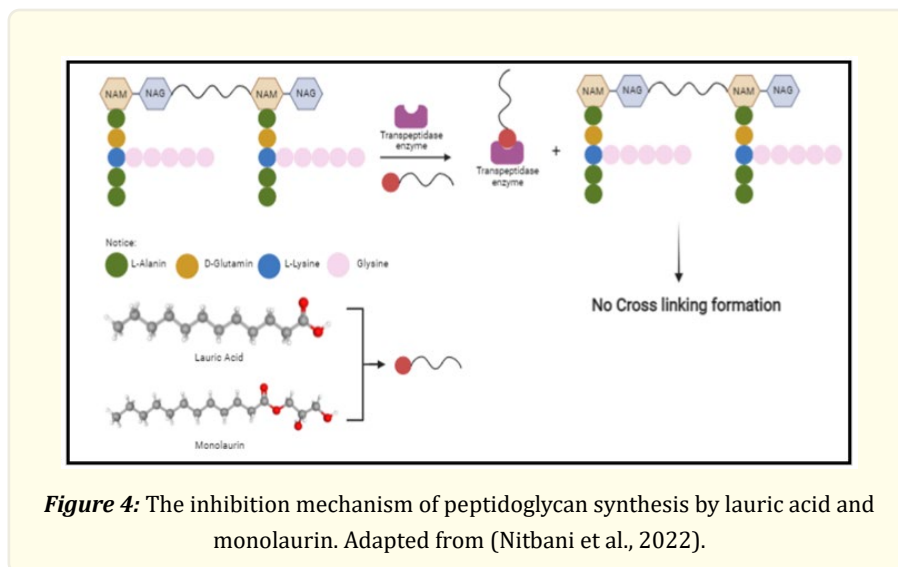 NAM NAG NAM NAG
Transpeptidase
enzyme
Transpeptidase
enzyme
+
NAM NAG NAM NAG
Notice:
L-Alanin D-Glutamin L-Lysine Glysine
Lauric Acid
Monolaurin
No Cross linking formation
Figure 4: The inhibition mechanism of peptidoglycan synthesis by lauric acid and
monolaurin. Adapted from (Nitbani et al., 2022).